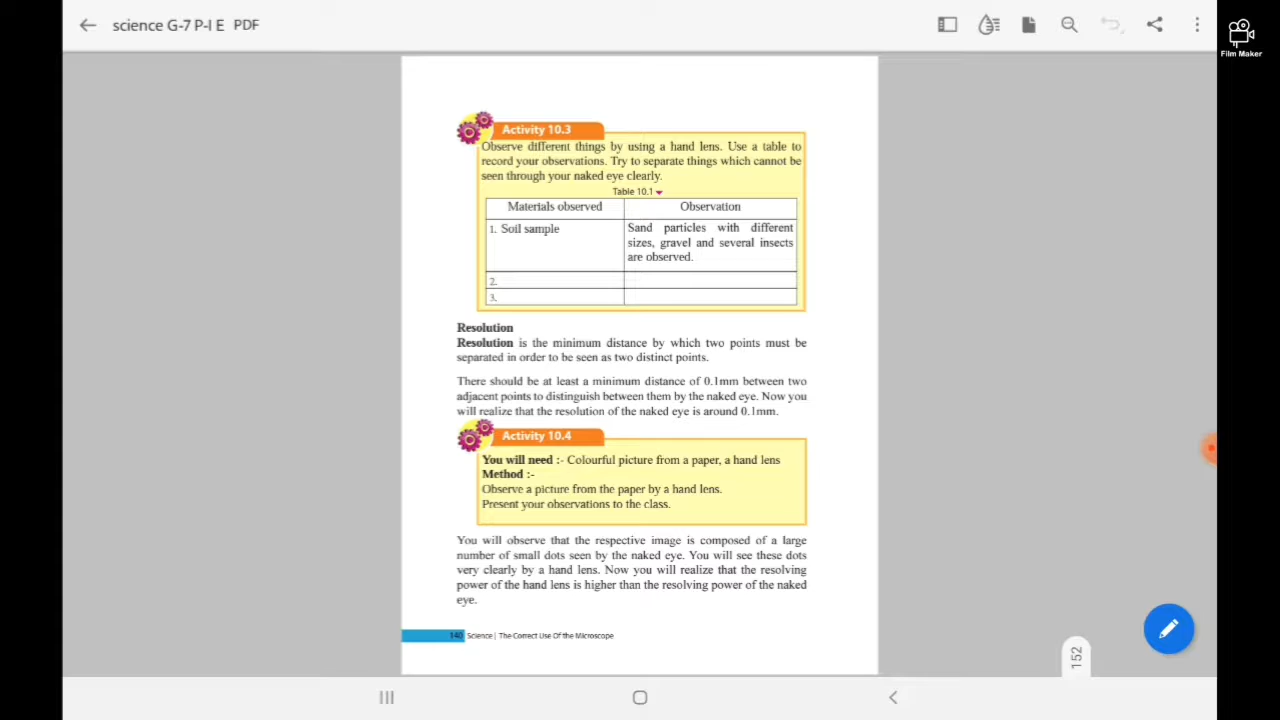 science G-7 P-I E PDF
Film Maker
Activity 10.3
Observe different things by using a hand lens. Use a table to
record your observations. Try to separate things which cannot be
seen through your naked eye clearly.
Table 10.1
Materials observed Observation
1. Soil sample Sand particles with different
sizes, gravel and several insects
are observed.
2.
3.
Resolution
Resolution is the minimum distance by which two points must be
separated in order to be seen as two distinct points.
There should be at least a minimum distance of 0.1mm between two
adjacent points to distinguish between them by the naked eye. Now you
will realize that the resolution of the naked eye is around 0.1mm.
Activity 10.4
You will need :- Colourful picture from a paper, a hand lens
Method :-
Observe a picture from the paper by a hand lens.
Present your observations to the class.
You will observe that the respective image is composed of a large
number of small dots seen by the naked eye. You will see these dots
very clearly by a hand lens. Now you will realize that the resolving
power of the hand lens is higher than the resolving power of the naked
eye.
140 Science | The Correct Use Of the Microscope
152